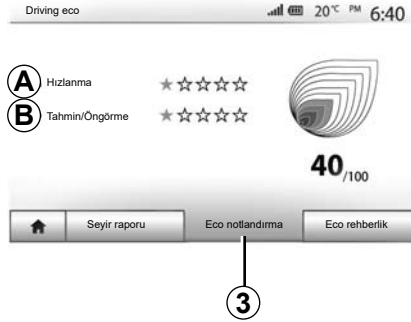 Driving eco 20°C PM 6:40
A Hızlanma
B Tahmin/Öngörme
40/100
Seyir raporu Eco notlandırma Eco rehberlik
3